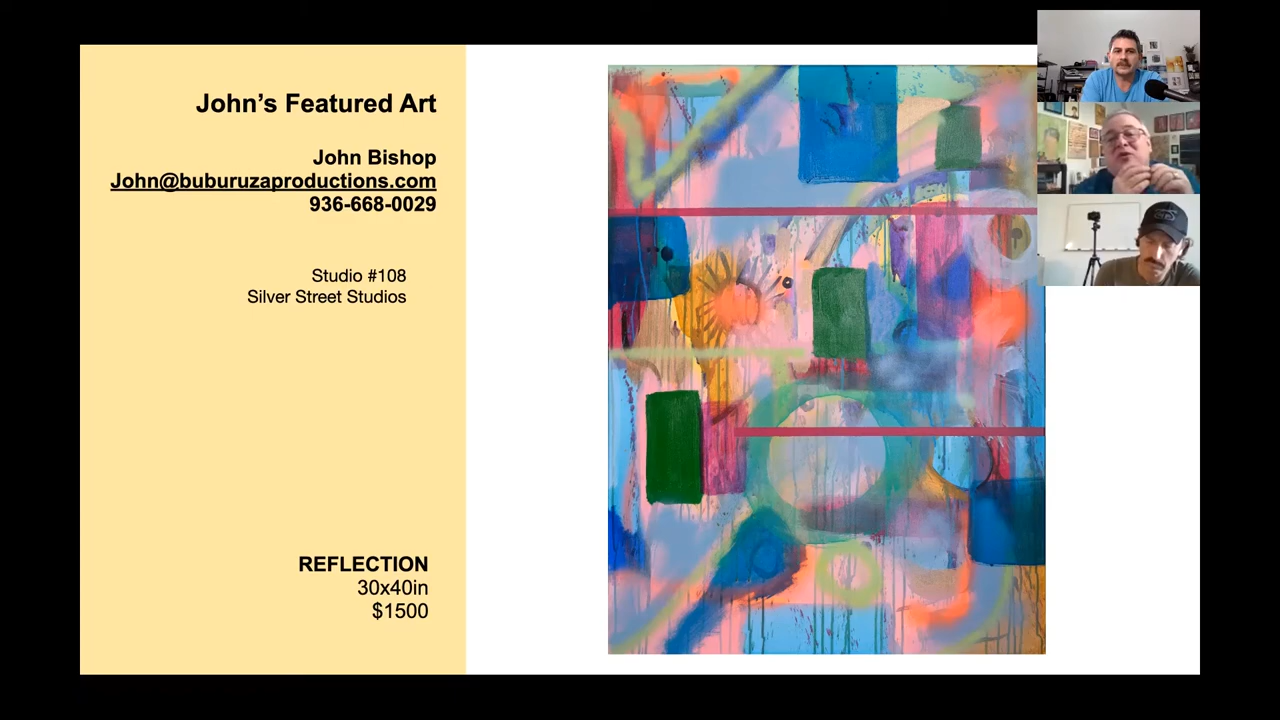 John's Featured Art
John Bishop
John@buburuzaproductions.com
936-668-0029
Studio #108
Silver Street Studios
REFLECTION
30x40in
$1500